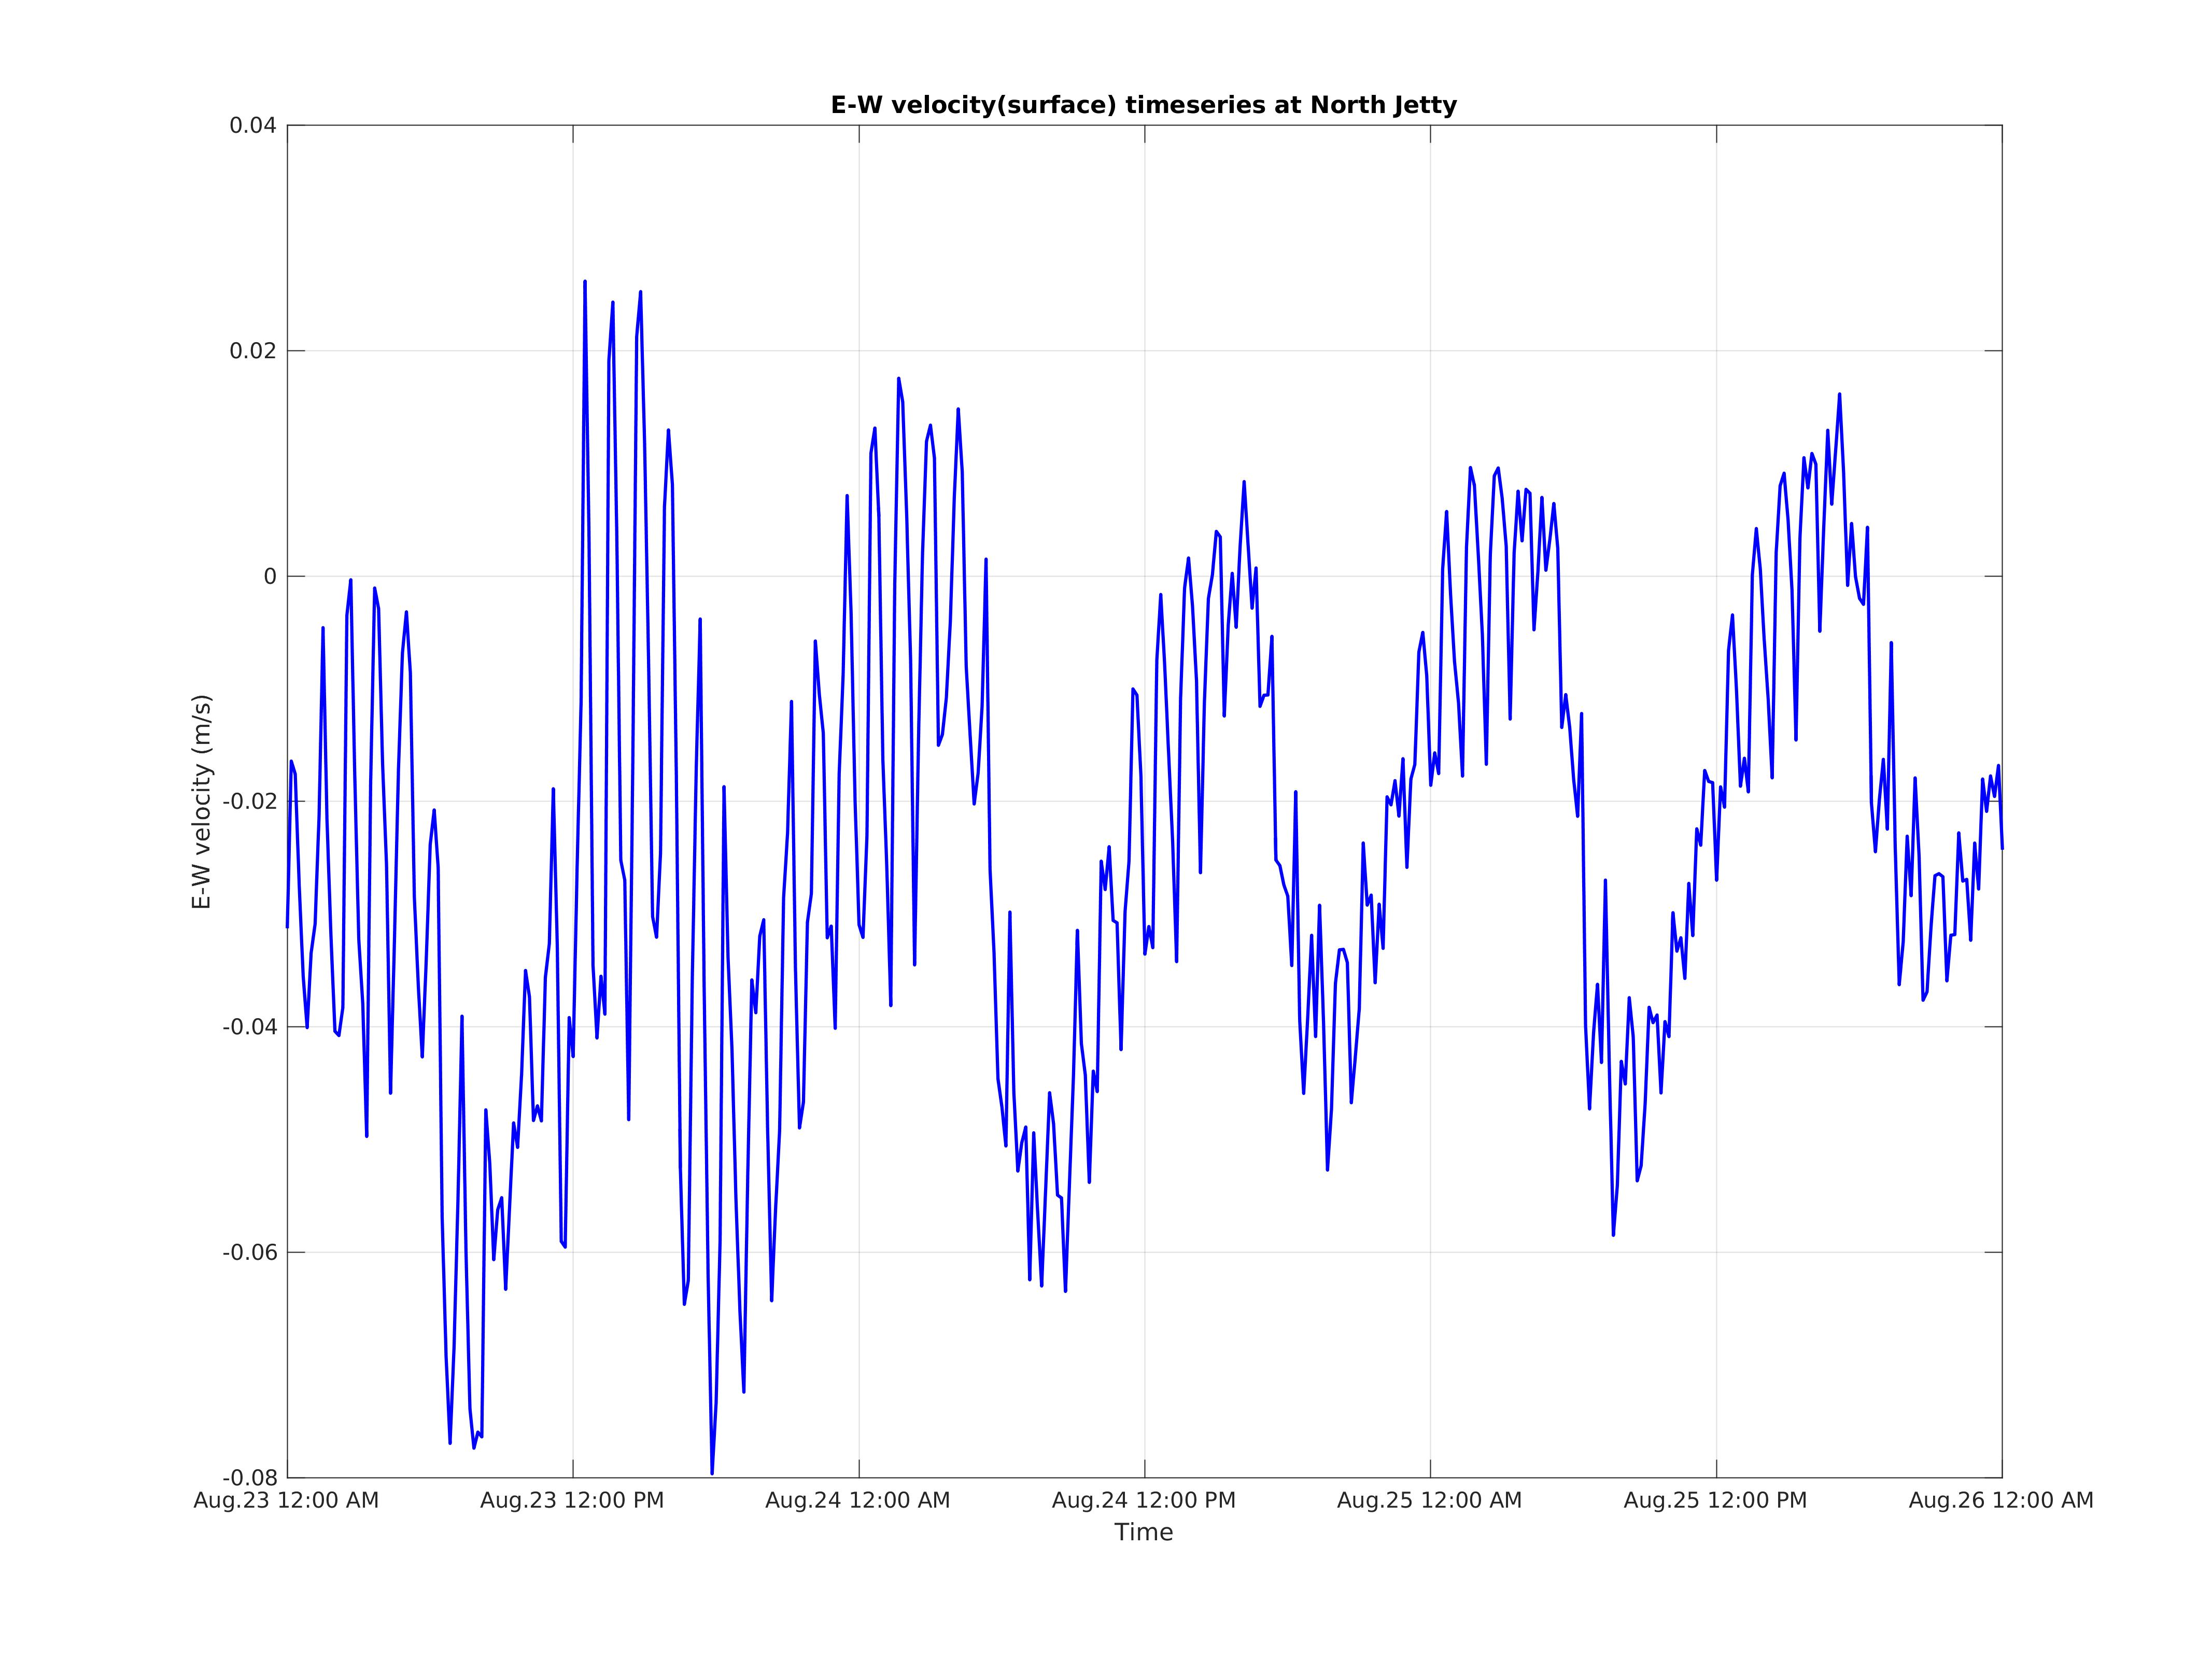 E-W velocity(surface) timeseries at North Jetty
0.04
0.02
0
-0.02
-0.04
-0.06
-0.08
E-W velocity (m/s)
Aug.23 12:00 AM
Aug.23 12:00 PM
Aug.24 12:00 AM
Aug.24 12:00 PM
Aug.25 12:00 AM
Aug.25 12:00 PM
Aug.26 12:00 AM
Time